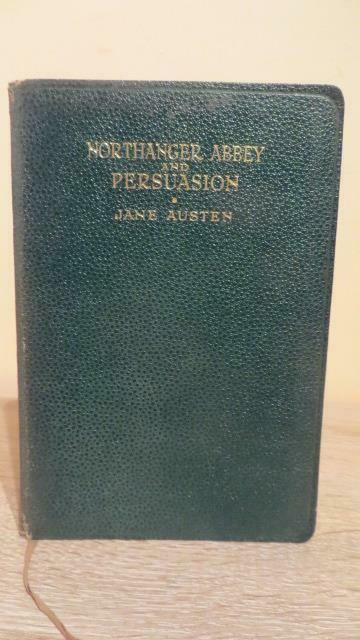 NORTHANGER ABBEY
AND
PERSUASION
JANE AUSTEN